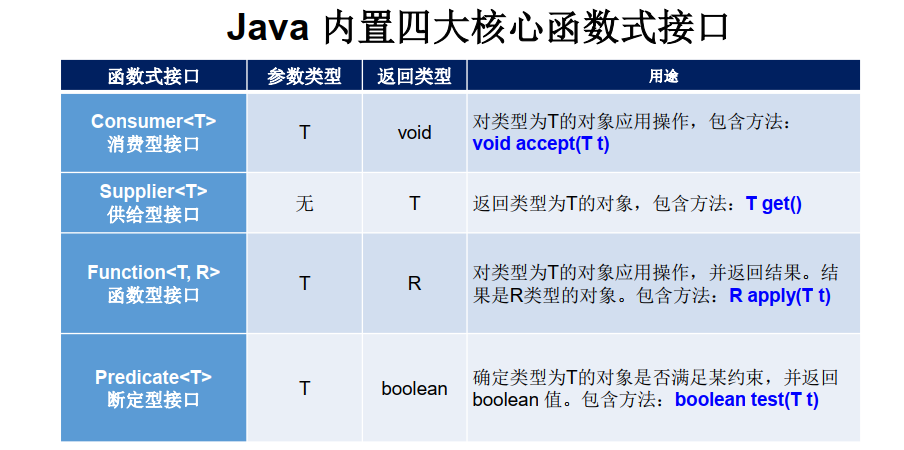 Java 内置四大核心函数式接口
函数式接口 参数类型 返回类型 用途
Consumer<T>
消费型接口
T
void
对类型为T的对象应用操作，包含方法：
void accept(T t)
Supplier<T>
供给型接口
无
T
返回类型为T的对象，包含方法：T get()
Function<T, R>
函数型接口
T
R
对类型为T的对象应用操作，并返回结果。结
果是R类型的对象。包含方法：R apply(T t)
Predicate<T>
断定型接口
T
boolean
确定类型为T的对象是否满足某约束，并返回
boolean 值。包含方法：boolean test(T t)